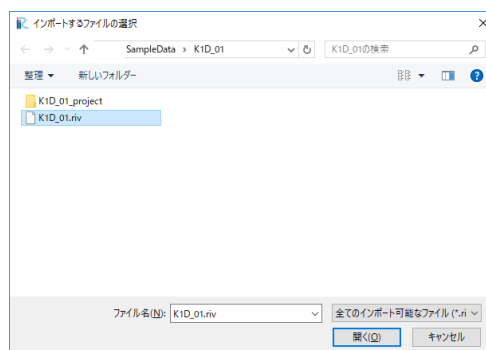 インポートするファイルの選択
SampleData › K1D_01
K1D_01の検索
整理
新しいフォルダー
K1D_01_project
K1D_01.riv
ファイル名(N):
K1D_01.riv
全てのインポート可能なファイル (*.ri
開く(O)
キャンセル